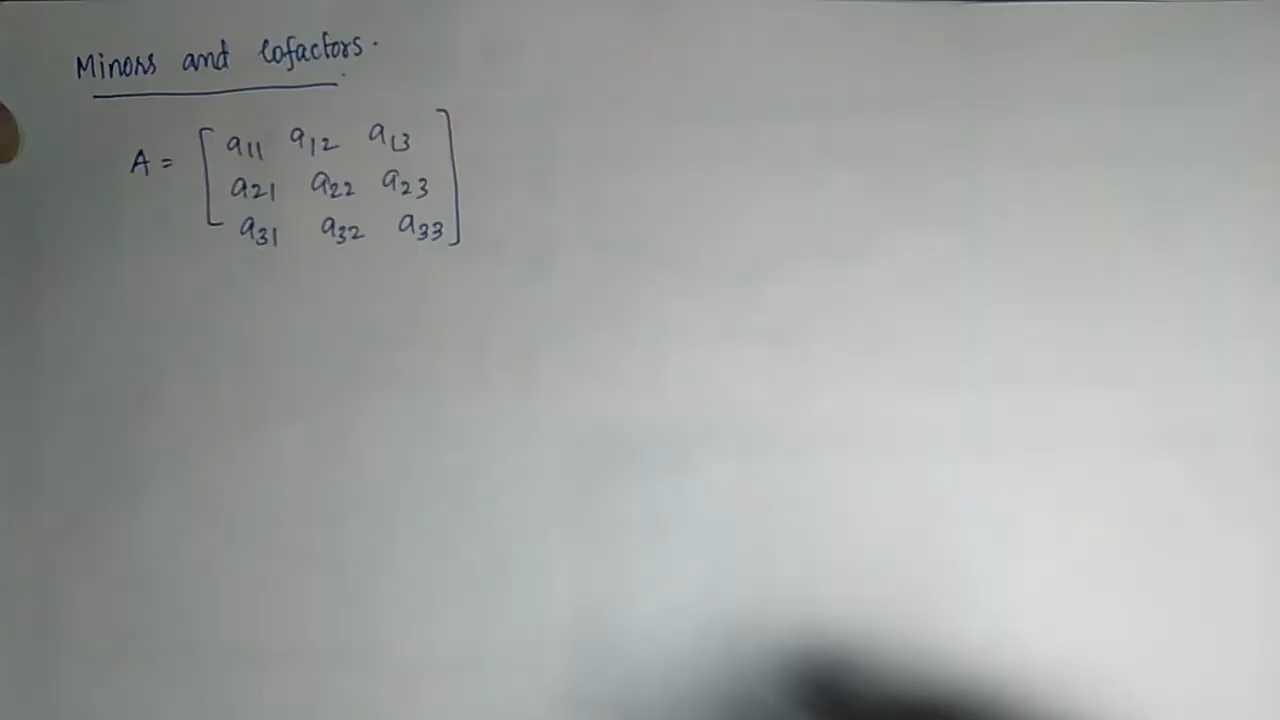 Minors and Cofactors.
A = [ a11 a12 a13
a21 a22 a23
a31 a32 a33 ]